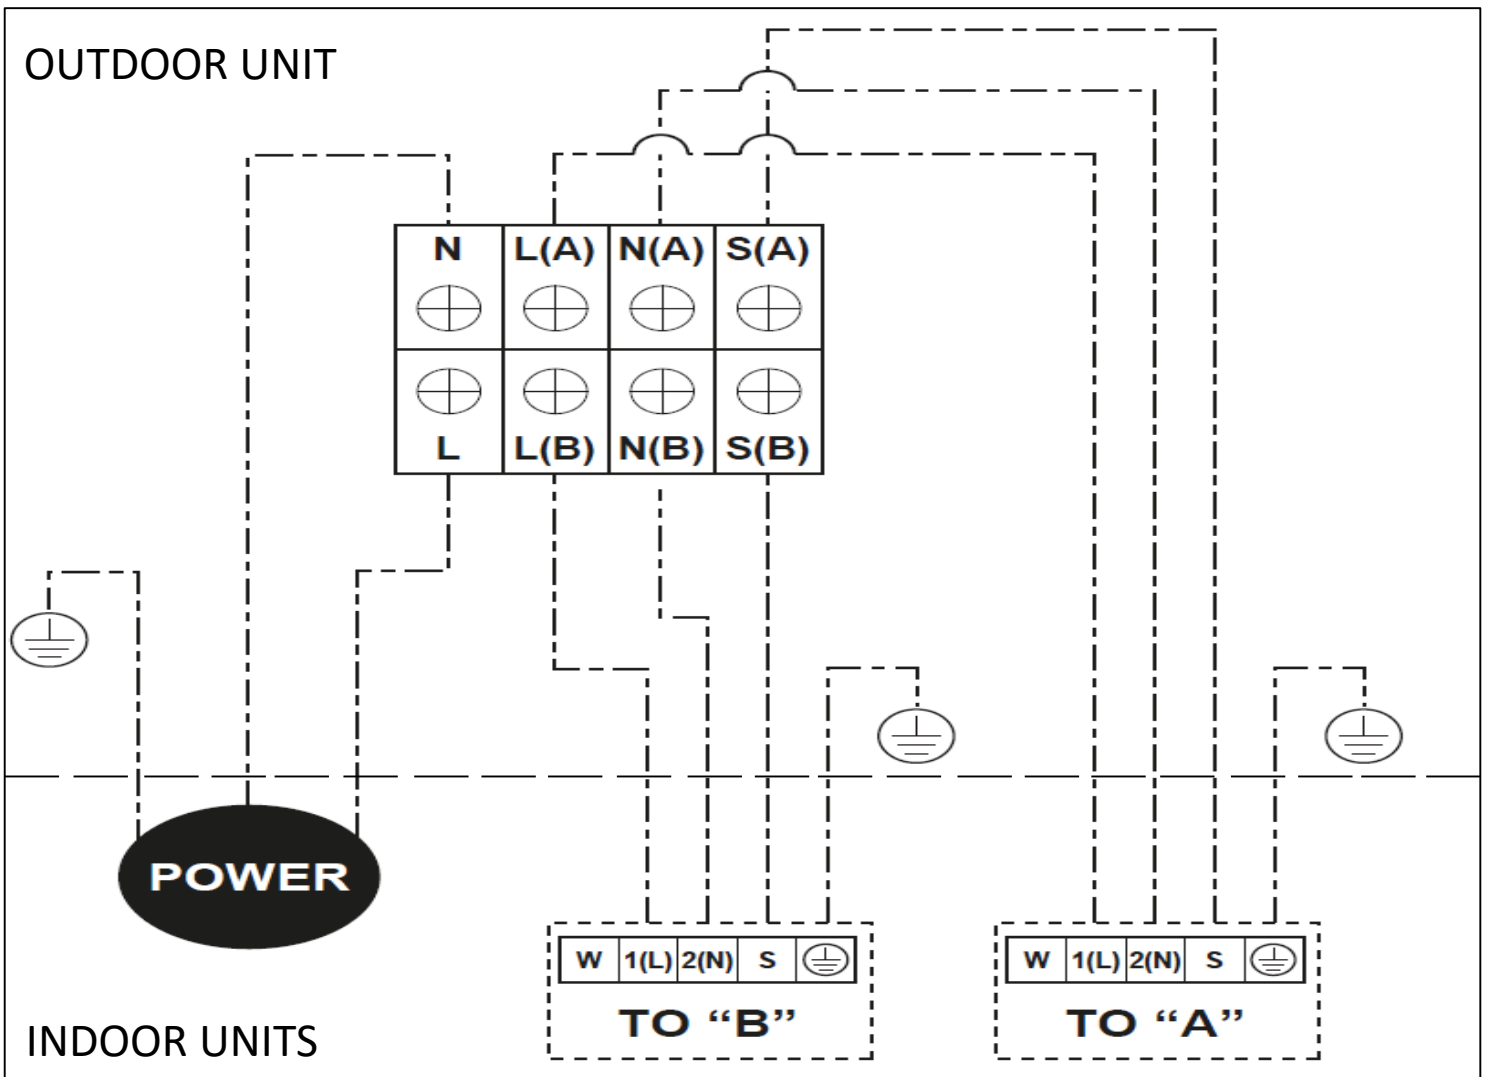 OUTDOOR UNIT
N L(A) N(A) S(A)
L L(B) N(B) S(B)
POWER
W 1(L) 2(N) S
TO “B”
W 1(L) 2(N) S
TO “A”
INDOOR UNITS